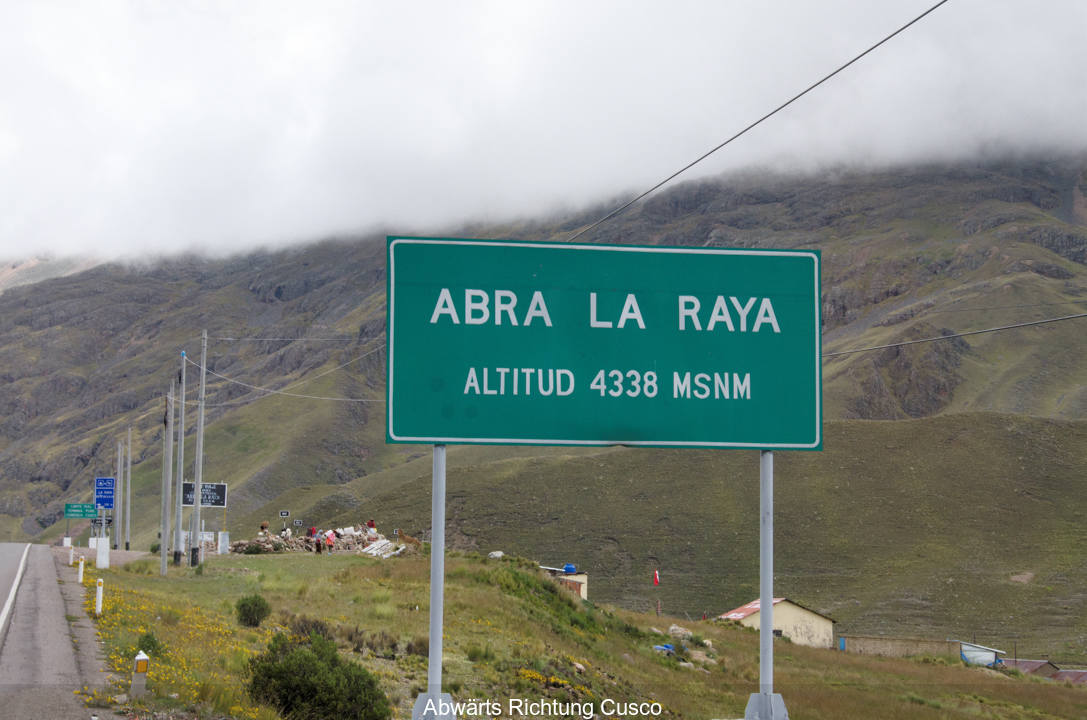 ABRA LA RAYA
ALTITUD 4338 MSNM
Abwärts Richtung Cusco